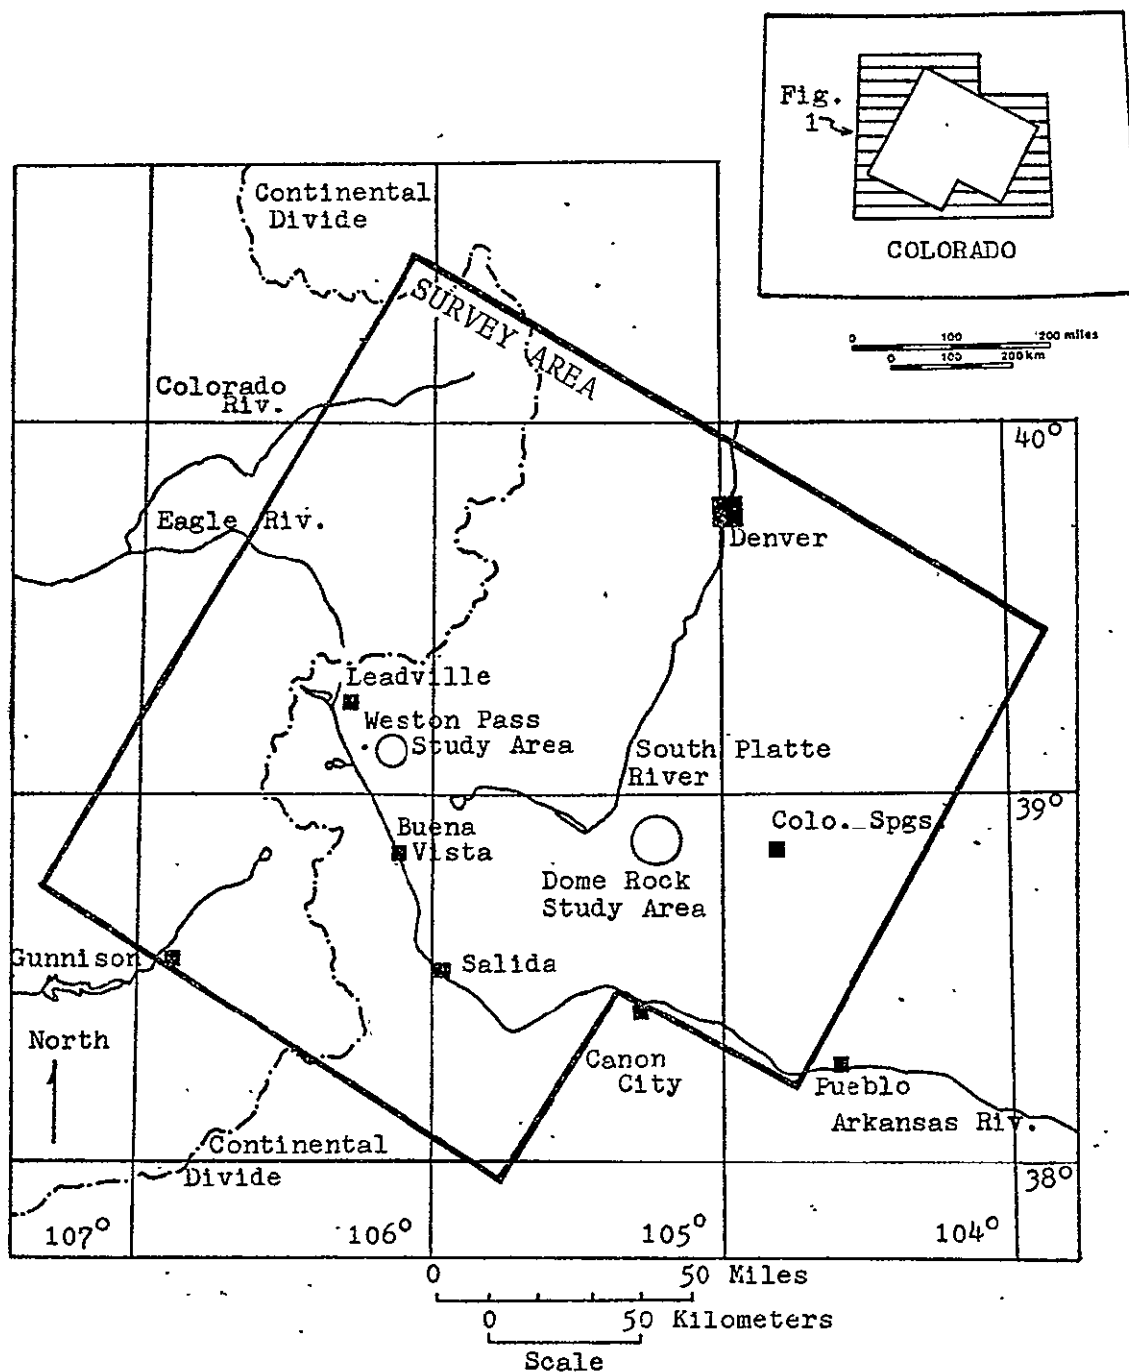 Fig.
1
COLORADO
0 100 200 miles
0 100 200 km
Continental
Divide
SURVEY AREA
Colorado
Riv.
40°
Eagle Riv.
Denver
Leadville
Weston Pass
Study Area
South Platte
River
39°
Colo. Spgs.
Buena
Vista
Dome Rock
Study Area
Gunnison
Salida
North
Canon
City
Pueblo
Arkansas Riv.
Continental
Divide
38°
107° 106° 105° 104°
0 50 Miles
0 50 Kilometers
Scale